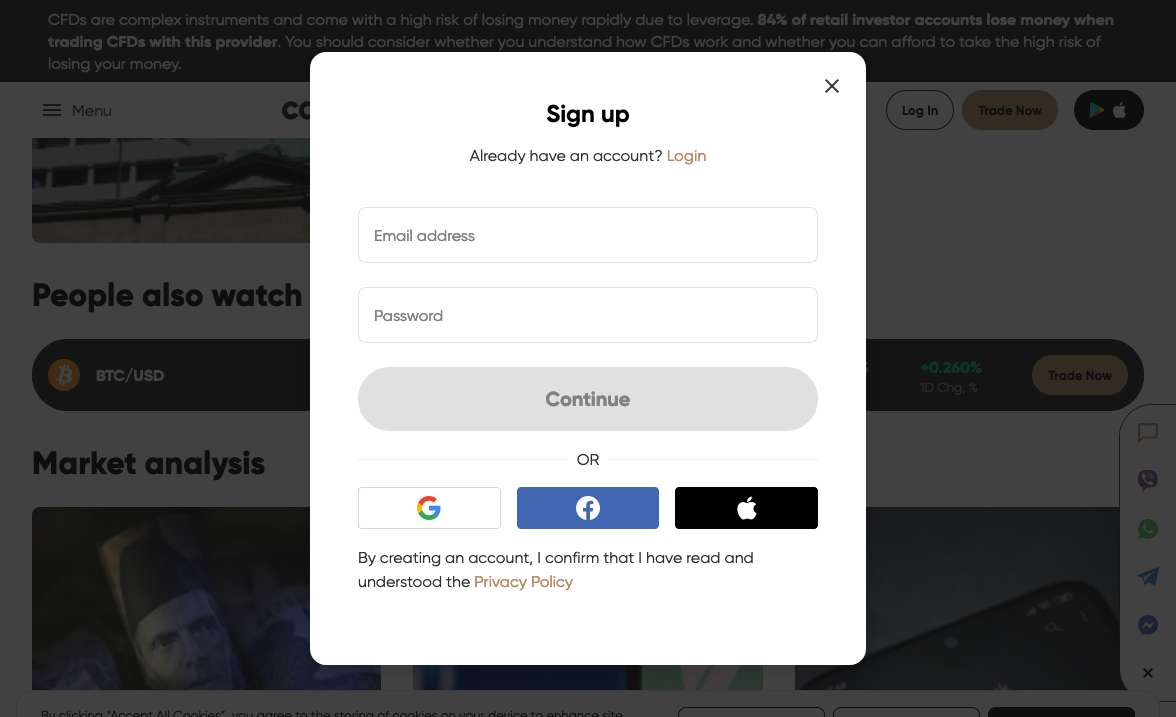 CFDs are complex instruments and come with a high risk of losing money rapidly due to leverage. 84% of retail investor accounts lose money when
trading CFDs with this provider. You should consider whether you understand how CFDs work and whether you can afford to take the high risk of
losing your money.
Menu
Log In
Trade Now
Sign up
Already have an account? Login
Email address
Password
Continue
OR
By creating an account, I confirm that I have read and
understood the Privacy Policy
People also watch
BTC/USD
+0.260%
1D Chg, %
Trade Now
Market analysis
By clicking “Accept All Cookies”, you agree to the storing of cookies on your device to enhance site